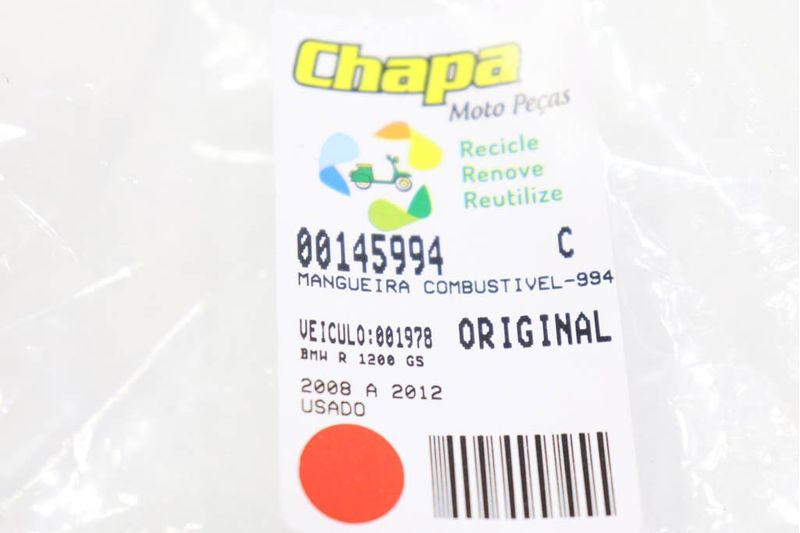 Chapa
Moto Peças
Recicle
Renove
Reutilize
00145994 C
MANGUEIRA COMBUSTIVEL-994
VEICULO:001978 ORIGINAL
BMW R 1200 GS
2008 A 2012
USADO